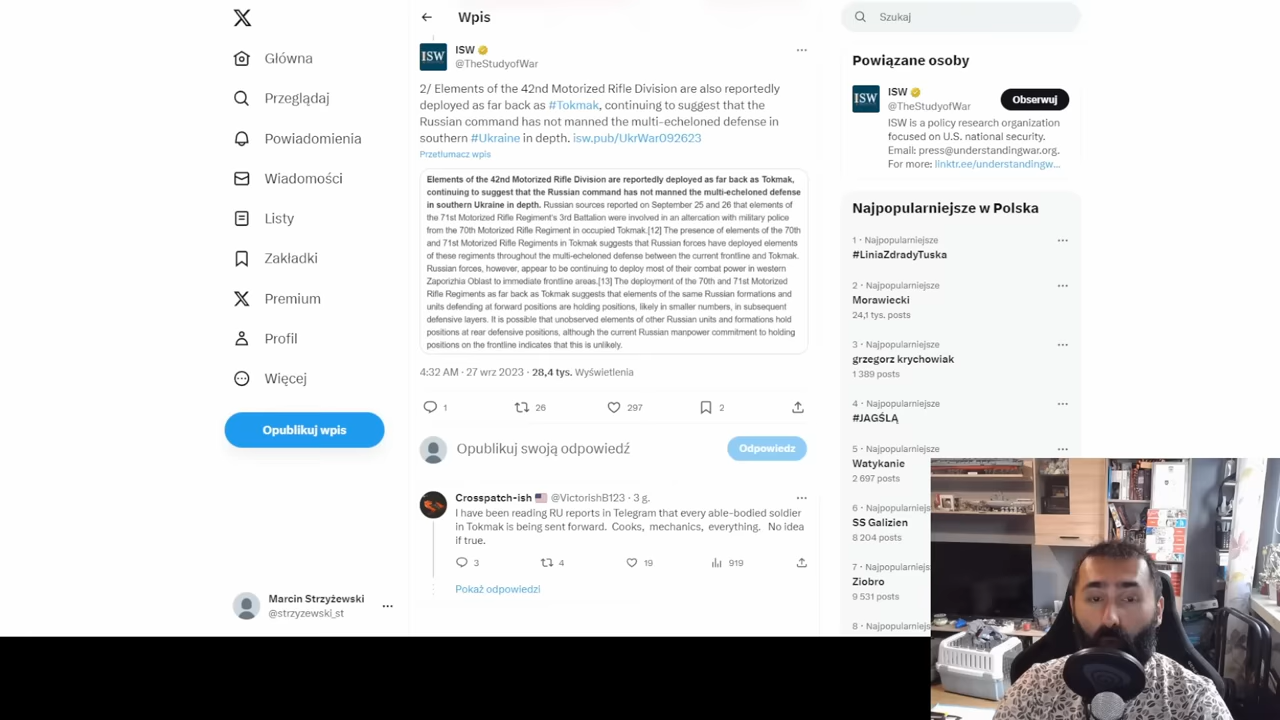 Główna
Przeglądaj
Powiadomienia
Wiadomości
Listy
Zakładki
Premium
Profil
Więcej
Opublikuj wpis
Marcin Strzyżewski
@strzyzewski_st
Wpis
ISW
@TheStudyofWar
2/ Elements of the 42nd Motorized Rifle Division are also reportedly
deployed as far back as #Tokmak, continuing to suggest that the
Russian command has not manned the multi-echeloned defense in
southern #Ukraine in depth. isw.pub/UkrWar092623
Przetłumacz wpis
Elements of the 42nd Motorized Rifle Division are reportedly deployed as far back as Tokmak,
continuing to suggest that the Russian command has not manned the multi-echeloned defense
in southern Ukraine in depth. Russian sources reported on September 25 and 26 that elements of
the 71st Motorized Rifle Regiment's 3rd Battalion were involved in an altercation with military police
from the 70th Motorized Rifle Regiment in occupied Tokmak.[12] The presence of elements of the 70th
and 71st Motorized Rifle Regiments in Tokmak suggests that Russian forces have deployed elements
of these regiments throughout the multi-echeloned defense between the current frontline and Tokmak.
Russian forces, however, appear to be continuing to deploy most of their combat power in western
Zaporizhia Oblast to immediate frontline areas.[13] The deployment of the 70th and 71st Motorized
Rifle Regiments as far back as Tokmak suggests that elements of the same Russian formations and
units defending at forward positions are holding positions, likely in smaller numbers, in subsequent
defensive layers. It is possible that unobserved elements of other Russian units and formations hold
positions at rear defensive positions, although the current Russian manpower commitment to holding
positions on the frontline indicates that this is unlikely.
4:32 AM · 27 wrz 2023 · 28,4 tys. Wyświetlenia
1 26 297 2
Opublikuj swoją odpowiedź
Odpowiedz
Crosspatch-ish @VictorishB123 · 3 g.
I have been reading RU reports in Telegram that every able-bodied soldier
in Tokmak is being sent forward. Cooks, mechanics, everything. No idea
if true.
3 4 19 919
Pokaż odpowiedzi
Szukaj
Powiązane osoby
ISW
@TheStudyofWar
Obserwuj
ISW is a policy research organization
focused on U.S. national security.
Email: press@understandingwar.org.
For more: linktr.ee/understandingw…
Najpopularniejsze w Polska
1 · Najpopularniejsze
#LiniaZdradyTuska
2 · Najpopularniejsze
Morawiecki
24,1 tys. posts
3 · Najpopularniejsze
grzegorz krychowiak
1 389 posts
4 · Najpopularniejsze
#JAGŚLĄ
5 · Najpopularniejsze
Watykanie
2 697 posts
6 · Najpopularniejs
SS Galizien
8 204 posts
7 · Najpopularniejs
Ziobro
9 531 posts
8 · Najpopularniejs